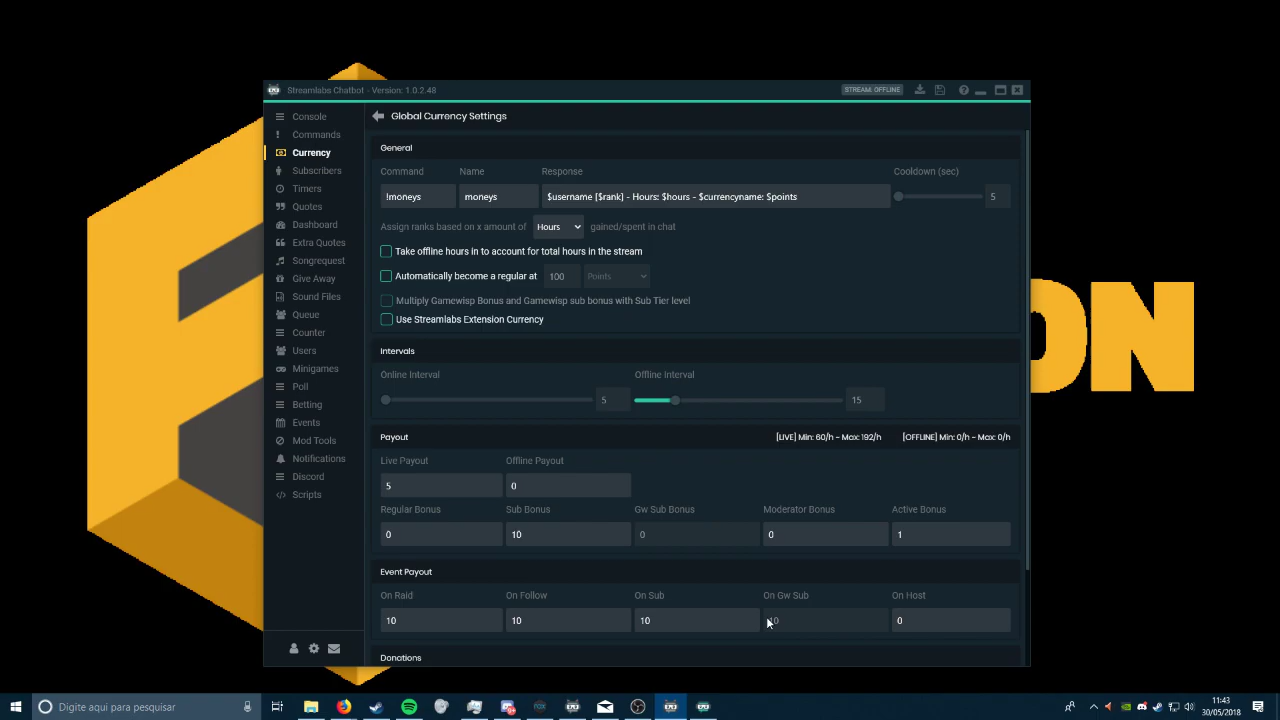 Streamlabs Chatbot - Version: 1.0.2.48
STREAM: OFFLINE
Console
Commands
Currency
Subscribers
Timers
Quotes
Dashboard
Extra Quotes
Songrequest
Give Away
Sound Files
Queue
Counter
Users
Minigames
Poll
Betting
Events
Mod Tools
Notifications
Discord
Scripts
Global Currency Settings
General
Command Name Response Cooldown (sec)
!moneys moneys $username [$rank] - Hours: $hours - $currencyname: $points 5
Assign ranks based on x amount of Hours gained/spent in chat
Take offline hours in to account for total hours in the stream
Automatically become a regular at 100 Points
Multiply Gamewisp Bonus and Gamewisp sub bonus with Sub Tier level
Use Streamlabs Extension Currency
Intervals
Online Interval Offline Interval
5 15
Payout [LIVE] Min: 60/h - Max: 192/h [OFFLINE] Min: 0/h - Max: 0/h
Live Payout Offline Payout
5 0
Regular Bonus Sub Bonus Gw Sub Bonus Moderator Bonus Active Bonus
0 10 0 0 1
Event Payout
On Raid On Follow On Sub On Gw Sub On Host
10 10 10 10 0
Donations
ON
Digite aqui para pesquisar
FOX
11:43
30/05/2018